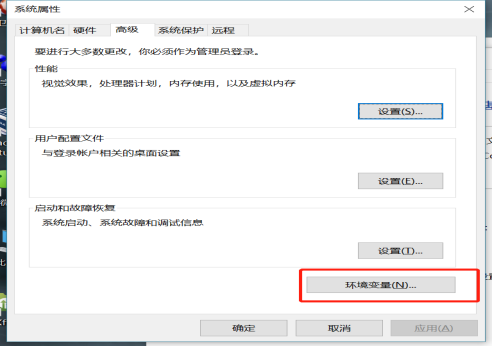 系统属性
计算机名 硬件 高级 系统保护 远程
要进行大多数更改，你必须作为管理员登录。
性能
视觉效果，处理器计划，内存使用，以及虚拟内存
设置(S)...
用户配置文件
与登录帐户相关的桌面设置
设置(E)...
启动和故障恢复
系统启动、系统故障和调试信息
设置(T)...
环境变量(N)...
确定 取消 应用(A)